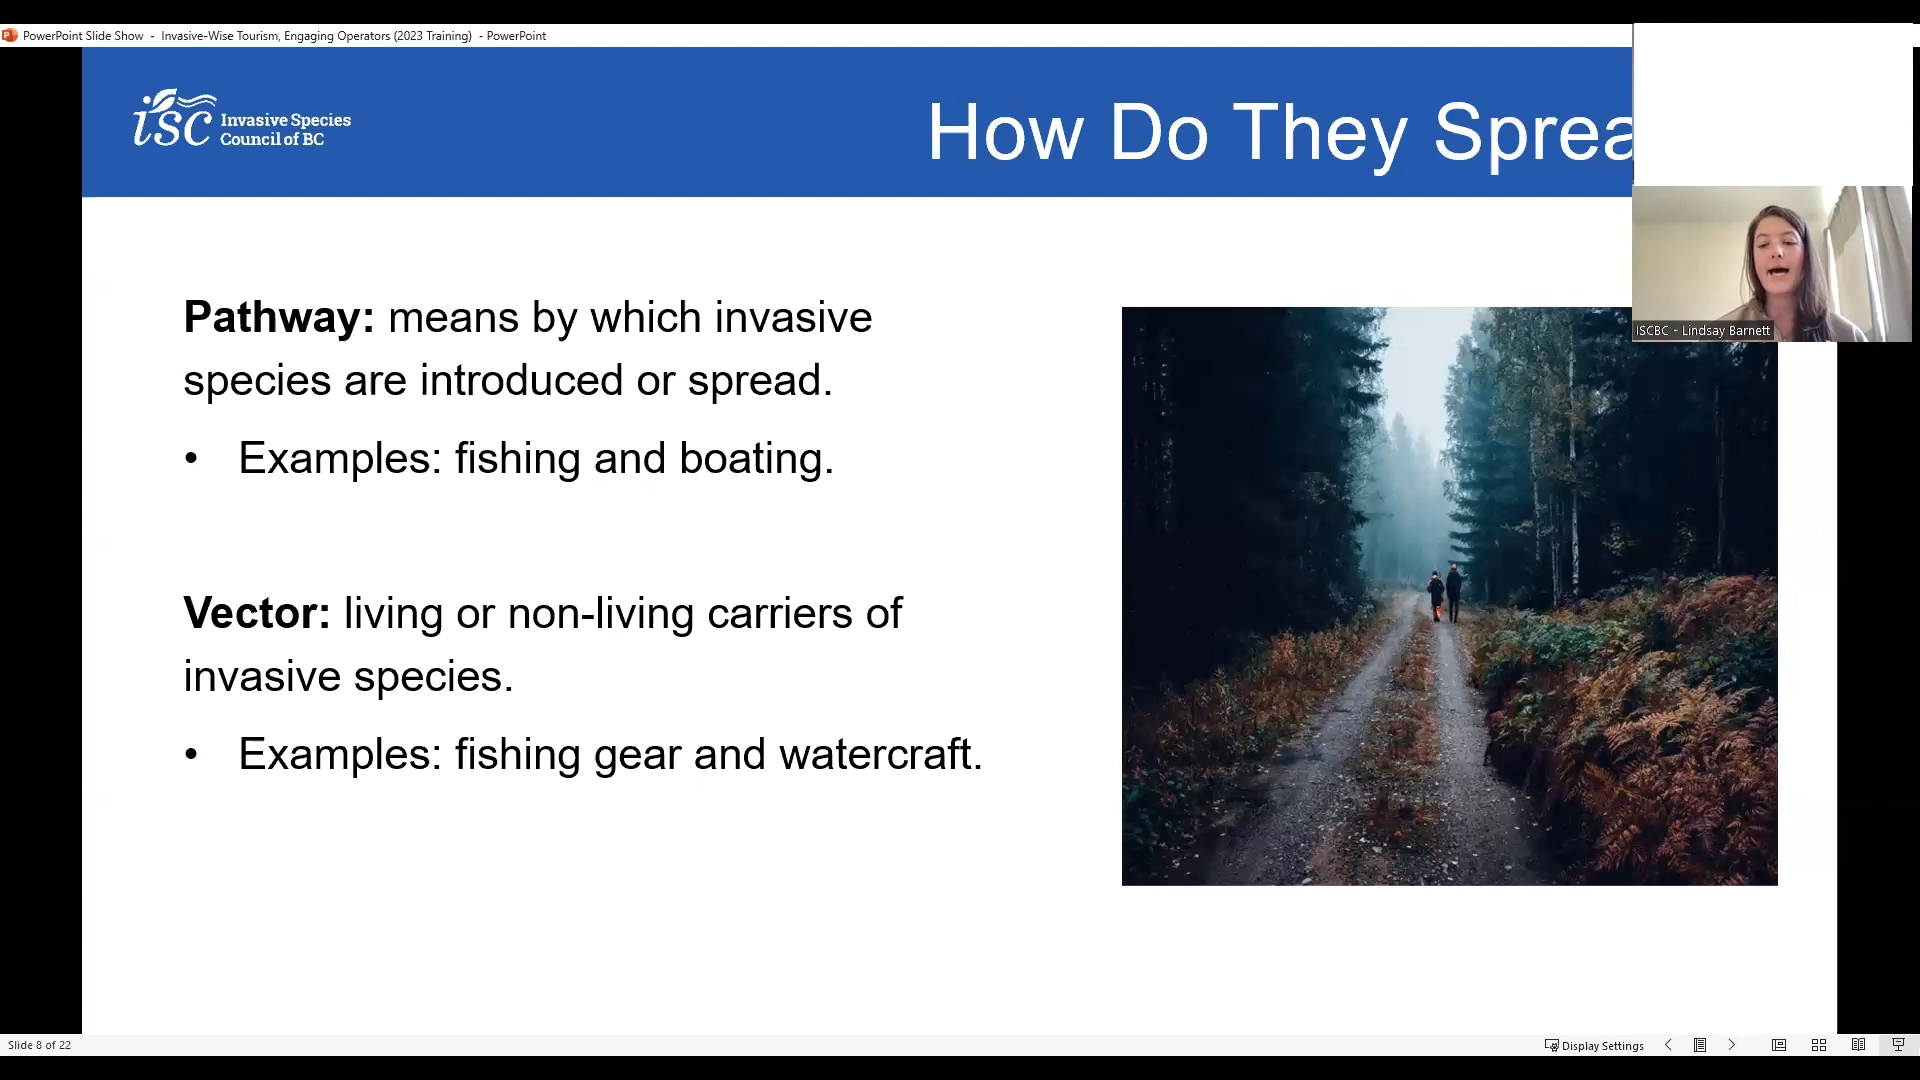 PowerPoint Slide Show - Invasive-Wise Tourism, Engaging Operators (2023 Training) - PowerPoint
isc Invasive Species
Council of BC
How Do They Sprea
ISCBC - Lindsay Barnett
Pathway: means by which invasive
species are introduced or spread.
• Examples: fishing and boating.
Vector: living or non-living carriers of
invasive species.
• Examples: fishing gear and watercraft.
Slide 8 of 22
Display Settings